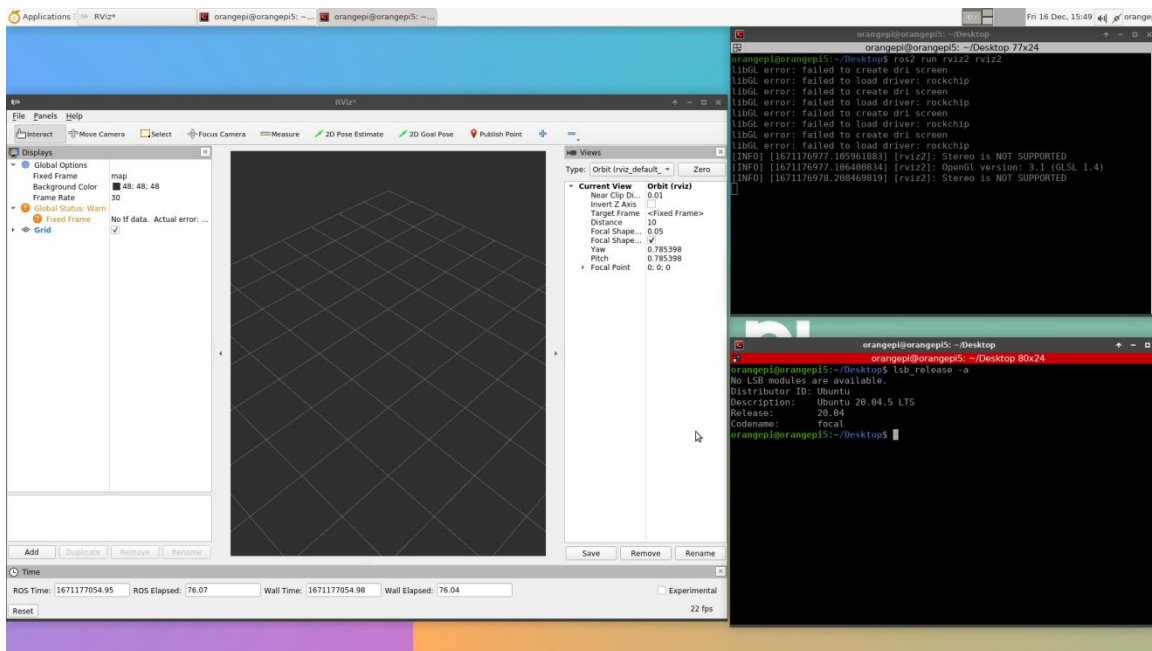 Applications RViz* orangepi@orangepi5: ~... orangepi@orangepi5: ~... Fri 16 Dec, 15:49 orange
RViz*
File Panels Help
Interact Move Camera Select Focus Camera Measure 2D Pose Estimate 2D Goal Pose Publish Point
Displays
Global Options
Fixed Frame map
Background Color 48; 48; 48
Frame Rate 30
Global Status: Warn
Fixed Frame No tf data. Actual error: ...
Grid
Add Duplicate Remove Rename
Views
Type: Orbit (rviz_default_ Zero
Current View Orbit (rviz)
Near Clip Di... 0.01
Invert Z Axis
Target Frame <Fixed Frame>
Distance 10
Focal Shape... 0.05
Focal Shape...
Yaw 0.785398
Pitch 0.785398
Focal Point 0; 0; 0
Save Remove Rename
Time
ROS Time: 1671177054.95 ROS Elapsed: 76.07 Wall Time: 1671177054.98 Wall Elapsed: 76.04 Experimental
Reset 22 fps
orangepi@orangepi5: ~/Desktop
orangepi@orangepi5: ~/Desktop 77x24
orangepi@orangepi5:~/Desktop$ ros2 run rviz2 rviz2
libGL error: failed to create dri screen
libGL error: failed to load driver: rockchip
libGL error: failed to create dri screen
libGL error: failed to load driver: rockchip
libGL error: failed to create dri screen
libGL error: failed to load driver: rockchip
libGL error: failed to create dri screen
libGL error: failed to load driver: rockchip
[INFO] [1671176977.105961883] [rviz2]: Stereo is NOT SUPPORTED
[INFO] [1671176977.106400834] [rviz2]: OpenGl version: 3.1 (GLSL 1.4)
[INFO] [1671176978.208469819] [rviz2]: Stereo is NOT SUPPORTED
orangepi@orangepi5: ~/Desktop
orangepi@orangepi5: ~/Desktop 80x24
orangepi@orangepi5:~/Desktop$ lsb_release -a
No LSB modules are available.
Distributor ID: Ubuntu
Description: Ubuntu 20.04.5 LTS
Release: 20.04
Codename: focal
orangepi@orangepi5:~/Desktop$